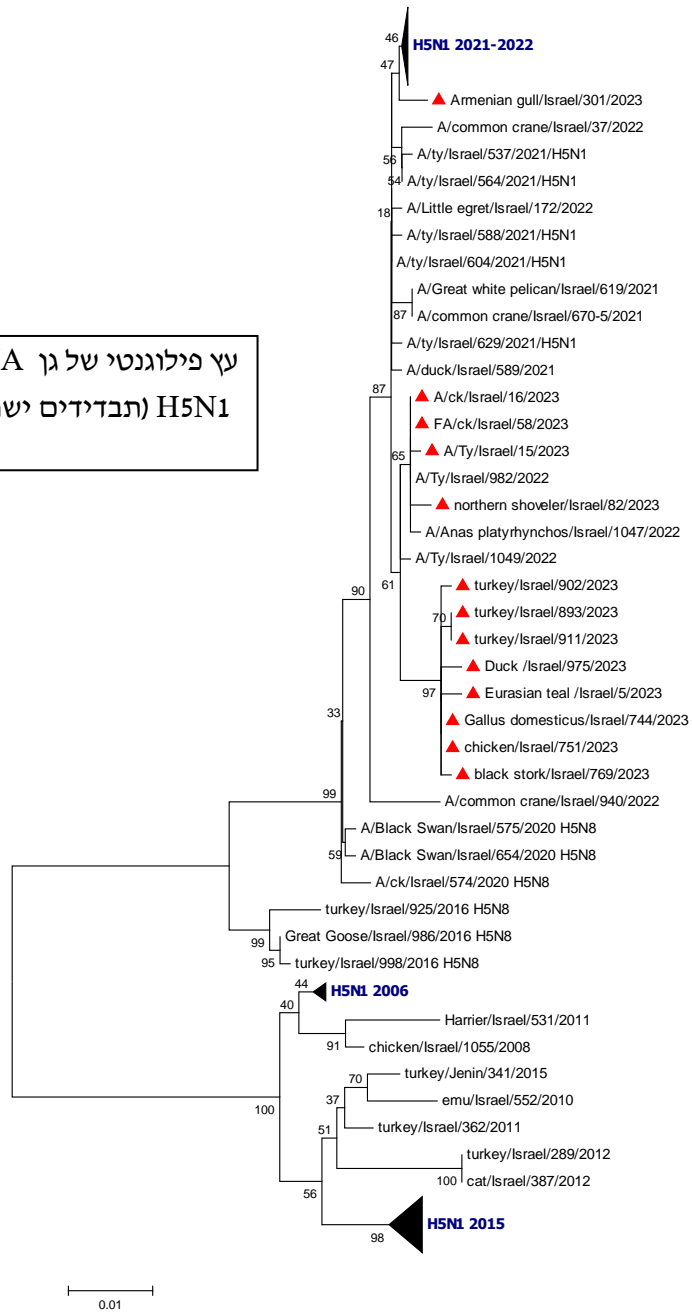 46
H5N1 2021-2022
47
Armenian gull/Israel/301/2023
A/common crane/Israel/37/2022
A/ty/Israel/537/2021/H5N1
56
A/ty/Israel/564/2021/H5N1
54
A/Little egret/Israel/172/2022
18
A/ty/Israel/588/2021/H5N1
A/ty/Israel/604/2021/H5N1
A/Great white pelican/Israel/619/2021
A/common crane/Israel/670-5/2021
87
A/ty/Israel/629/2021/H5N1
עץ פילוגנטי של גן A
A/duck/Israel/589/2021
87
A/ck/Israel/16/2023
H5N1 (תבדידים
FA/ck/Israel/58/2023
A/Ty/Israel/15/2023
65
A/Ty/Israel/982/2022
northern shoveler/Israel/82/2023
A/Anas platyrhynchos/Israel/1047/2022
A/Ty/Israel/1049/2022
61
90
turkey/Israel/902/2023
turkey/Israel/893/2023
70
turkey/Israel/911/2023
Duck /Israel/975/2023
Eurasian teal /Israel/5/2023
97
Gallus domesticus/Israel/744/2023
33
chicken/Israel/751/2023
black stork/Israel/769/2023
99
A/common crane/Israel/940/2022
A/Black Swan/Israel/575/2020 H5N8
A/Black Swan/Israel/654/2020 H5N8
59
A/ck/Israel/574/2020 H5N8
turkey/Israel/925/2016 H5N8
Great Goose/Israel/986/2016 H5N8
99
turkey/Israel/998/2016 H5N8
95
44
H5N1 2006
40
Harrier/Israel/531/2011
chicken/Israel/1055/2008
91
turkey/Jenin/341/2015
70
emu/Israel/552/2010
37
100
turkey/Israel/362/2011
51
turkey/Israel/289/2012
cat/Israel/387/2012
100
56
H5N1 2015
98
0.01